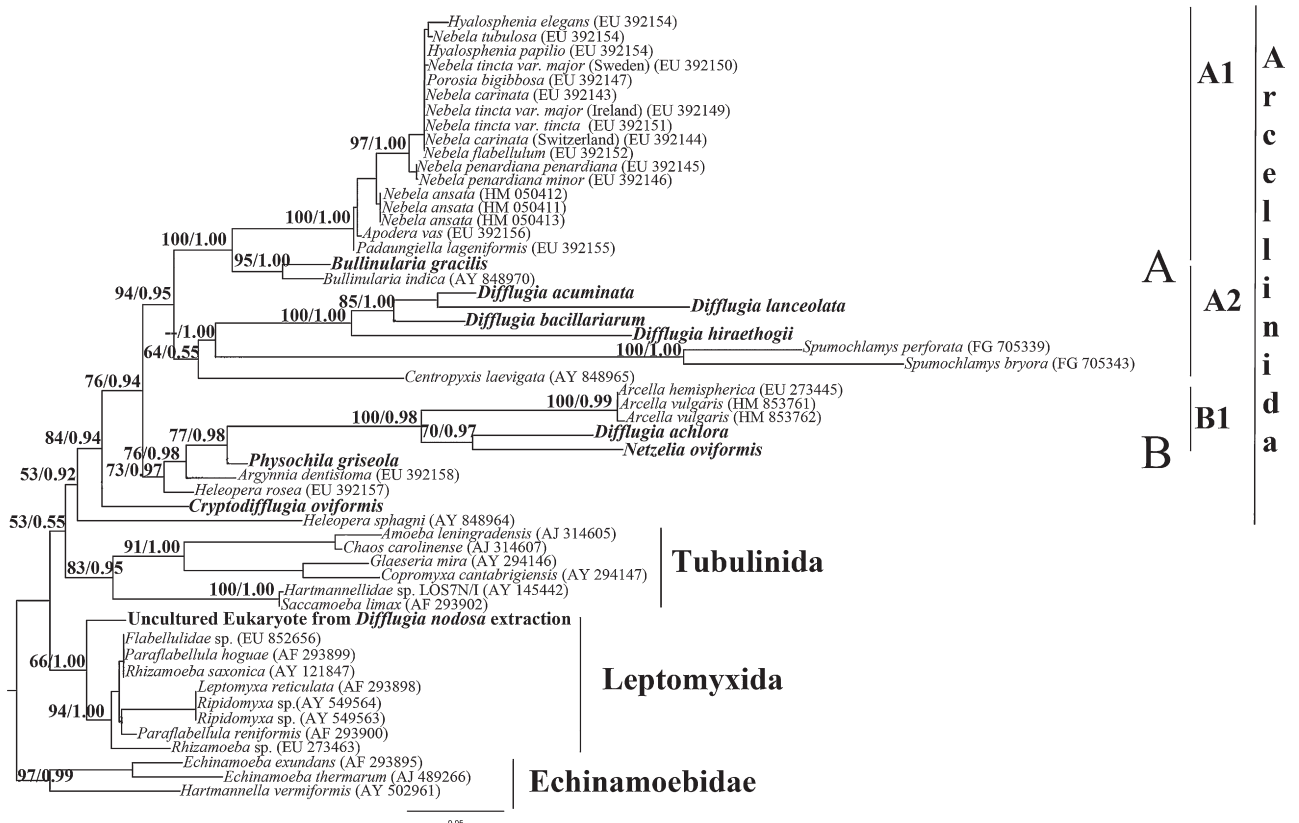 Hyalosphenia elegans (EU 392154)
Nebela tubulosa (EU 392154)
Hyalosphenia papilio (EU 392154)
Nebela tincta var. major (Sweden) (EU 392150)
Porosia bigibbosa (EU 392147)
Nebela carinata (EU 392143)
Nebela tincta var. major (Ireland) (EU 392149)
Nebela tincta var. tincta (EU 392151)
Nebela carinata (Switzerland) (EU 392144)
97/1.00
Nebela flabellulum (EU 392152)
Nebela penardiana penardiana (EU 392145)
Nebela penardiana minor (EU 392146)
Nebela ansata (HM 050412)
Nebela ansata (HM 050411)
100/1.00
Nebela ansata (HM 050413)
Apodera vas (EU 392156)
100/1.00
Padaungiella lageniformis (EU 392155)
95/1.00
Bullinularia gracilis
Bullinularia indica (AY 848970)
94/0.95
Difflugia acuminata
85/1.00
Difflugia lanceolata
100/1.00
Difflugia bacillariarum
--/1.00
Difflugia hiraethogii
64/0.55
100/1.00
Spumochlamys perforata (FG 705339)
Spumochlamys bryora (FG 705343)
76/0.94
Centropyxis laevigata (AY 848965)
Arcella hemispherica (EU 273445)
100/0.99
Arcella vulgaris (HM 853761)
100/0.98
Arcella vulgaris (HM 853762)
84/0.94
77/0.98
70/0.97
Difflugia achlora
Netzelia oviformis
76/0.98
Physochila griseola
53/0.92
73/0.97
Argynnia dentistoma (EU 392158)
Heleopera rosea (EU 392157)
Cryptodifflugia oviformis
53/0.55
Heleopera sphagni (AY 848964)
Amoeba leningradensis (AJ 314605)
91/1.00
Chaos carolinense (AJ 314607)
83/0.95
Glaeseria mira (AY 294146)
Copromyxa cantabrigiensis (AY 294147)
100/1.00
Hartmannellidae sp. LOS7N/I (AY 145442)
Saccamoeba limax (AF 293902)
Uncultured Eukaryote from Difflugia nodosa extraction
Flabellulidae sp. (EU 852656)
66/1.00
Paraflabellula hoguae (AF 293899)
Rhizamoeba saxonica (AY 121847)
Leptomyxa reticulata (AF 293898)
94/1.00
Ripidomyxa sp.(AY 549564)
Ripidomyxa sp. (AY 549563)
Paraflabellula reniformis (AF 293900)
Rhizamoeba sp. (EU 273463)
97/0.99
Echinamoeba exundans (AF 293895)
Echinamoeba thermarum (AJ 489266)
Hartmannella vermiformis (AY 502961)
0.05
A1
A
A2
B1
B
Arcellinida
Tubulinida
Leptomyxida
Echinamoebidae